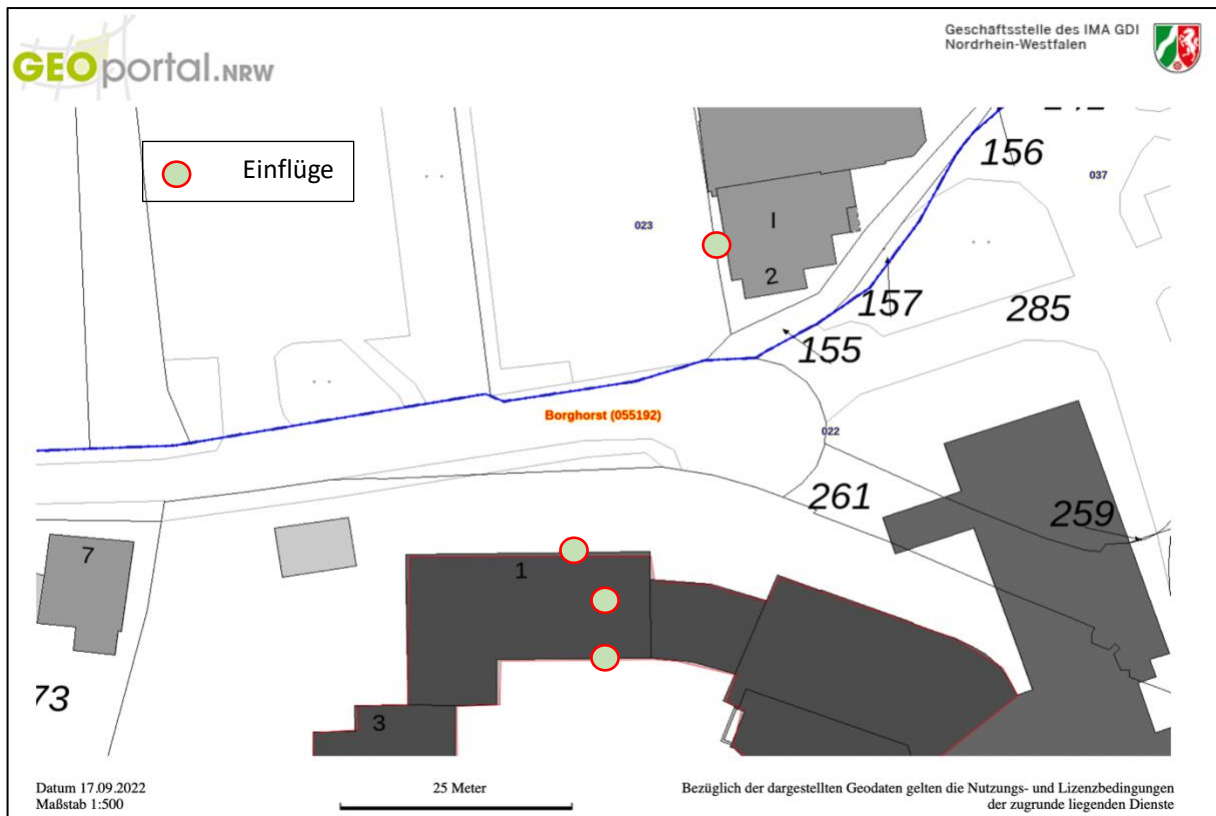 GEOportal.NRW
Geschäftsstelle des IMA GDI
Nordrhein-Westfalen
Einflüge
156
037
023
I
2
157
285
155
Borghorst (055192)
022
261
259
7
1
73
3
Datum 17.09.2022
Maßstab 1:500
25 Meter
Bezüglich der dargestellten Geodaten gelten die Nutzungs- und Lizenzbedingungen
der zugrunde liegenden Dienste